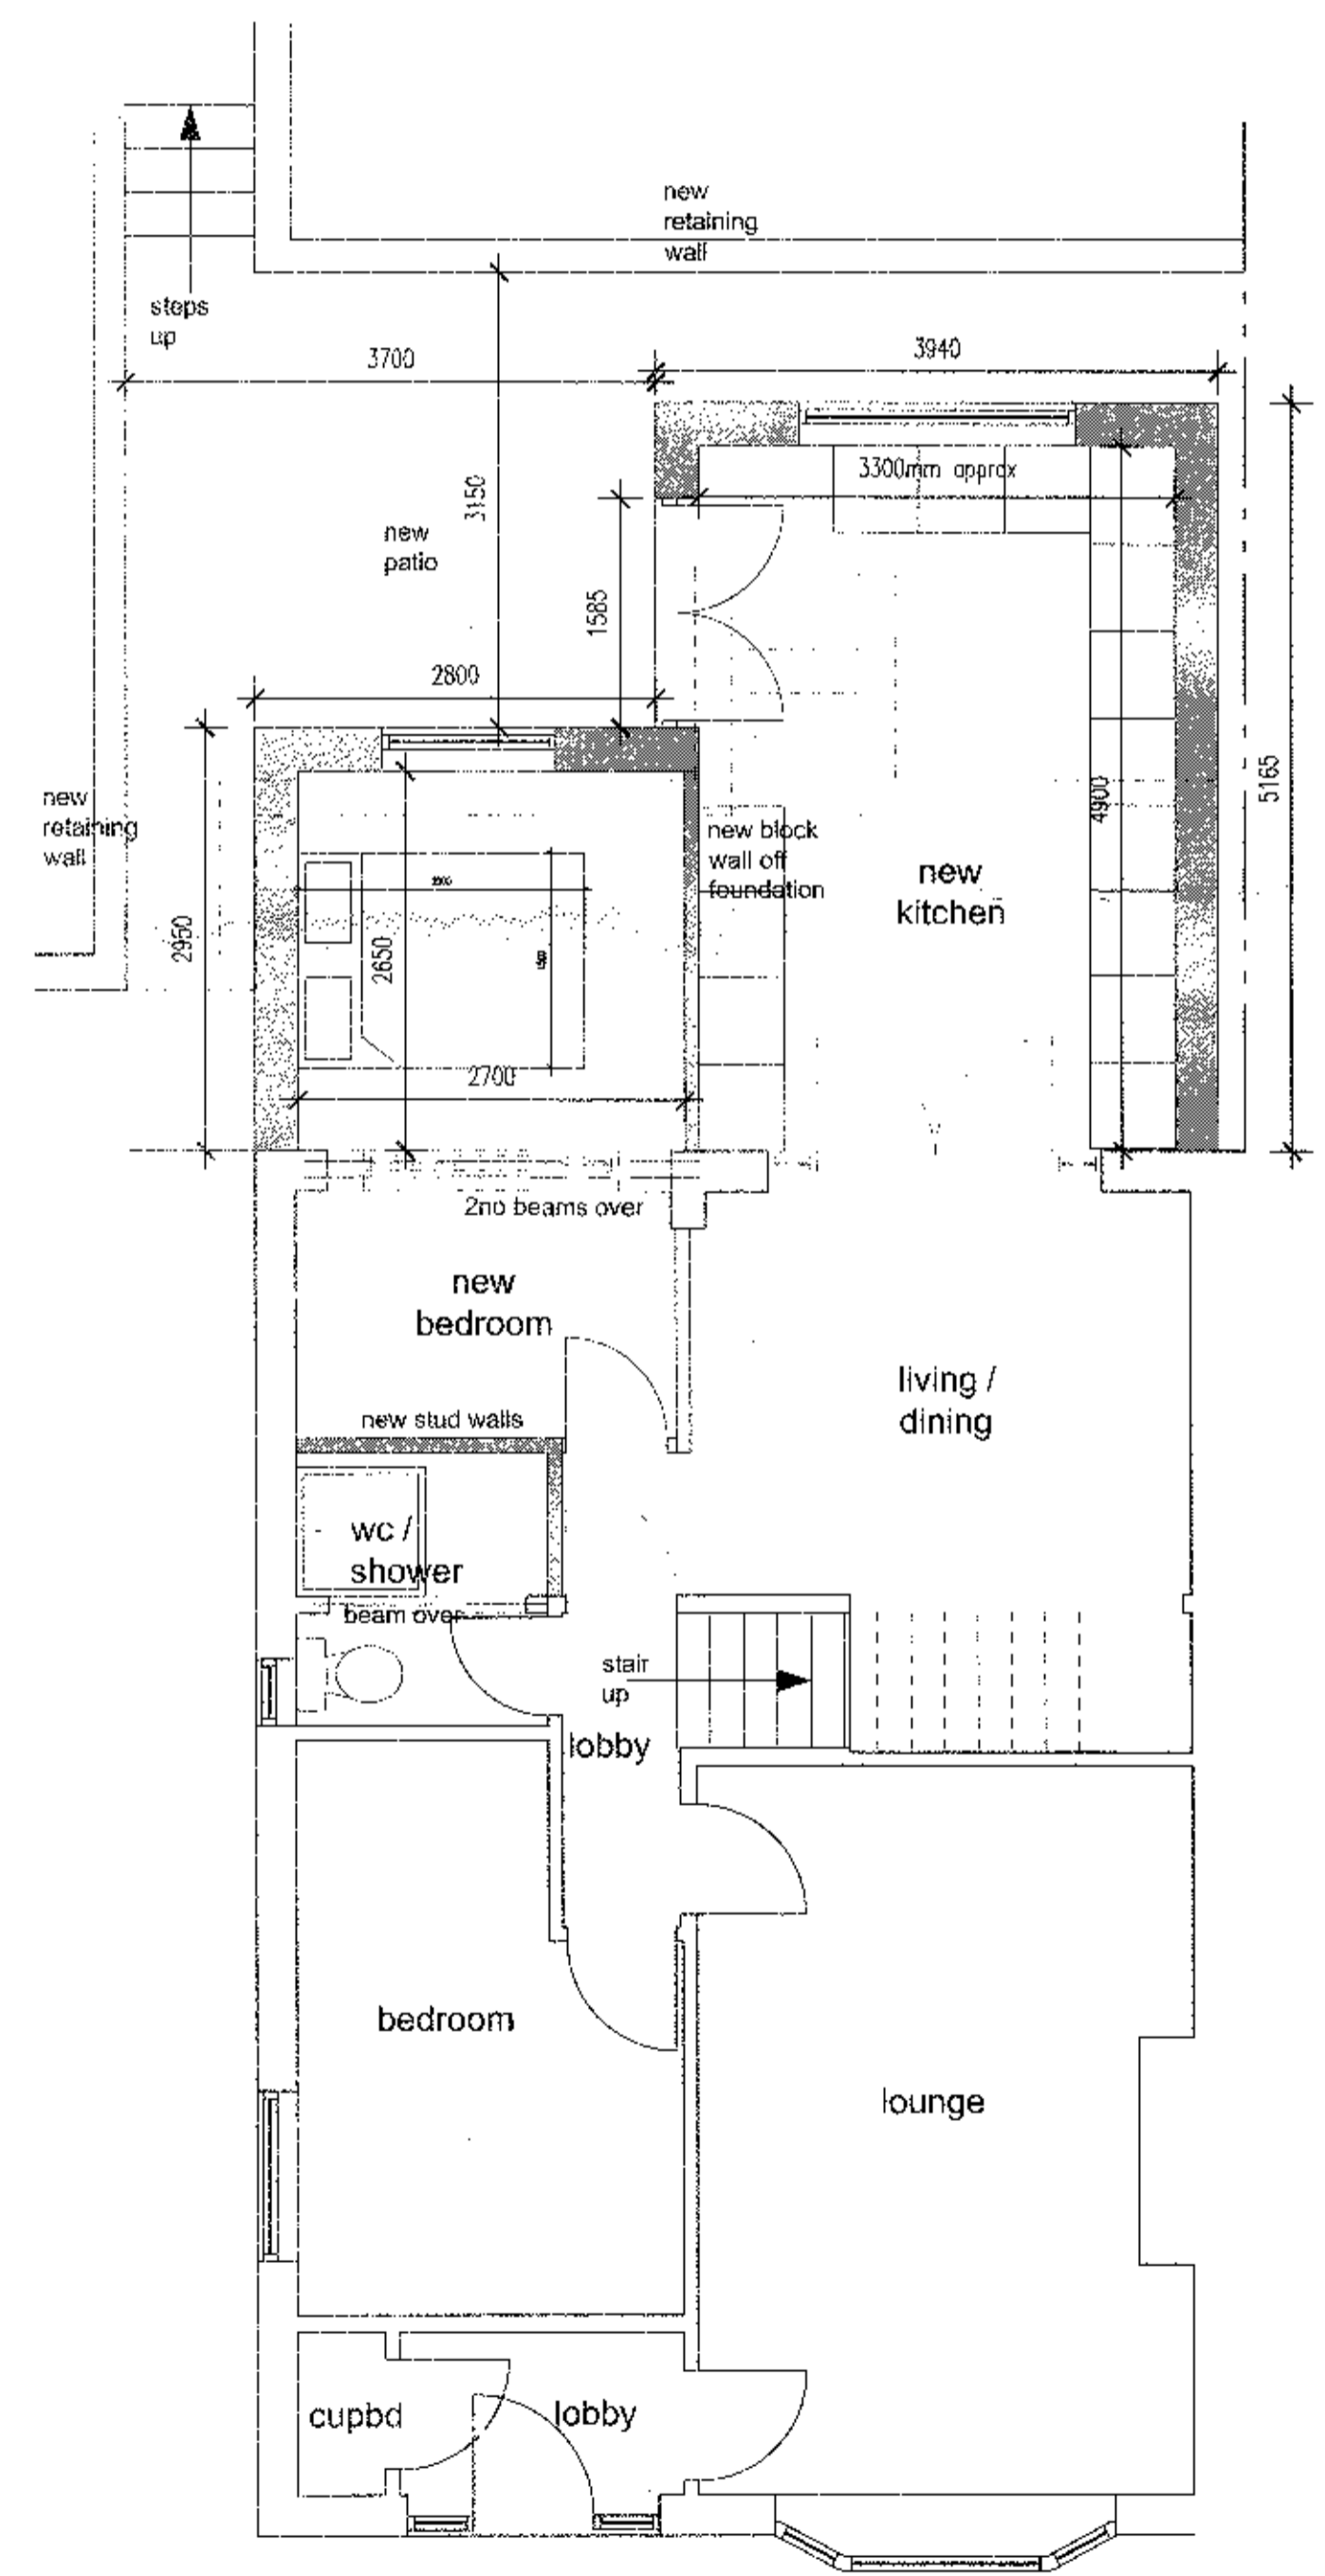 new
retaining
wall
steps
up
3700
3940
3300mm approx
3150
new
patio
1585
2800
5165
4900
new
retaining
wall
new block
wall off
foundation
new
kitchen
2950
2650
2700
2no beams over
new
bedroom
living /
dining
new stud walls
wc /
shower
beam over
stair
up
lobby
bedroom
lounge
cupbd
lobby